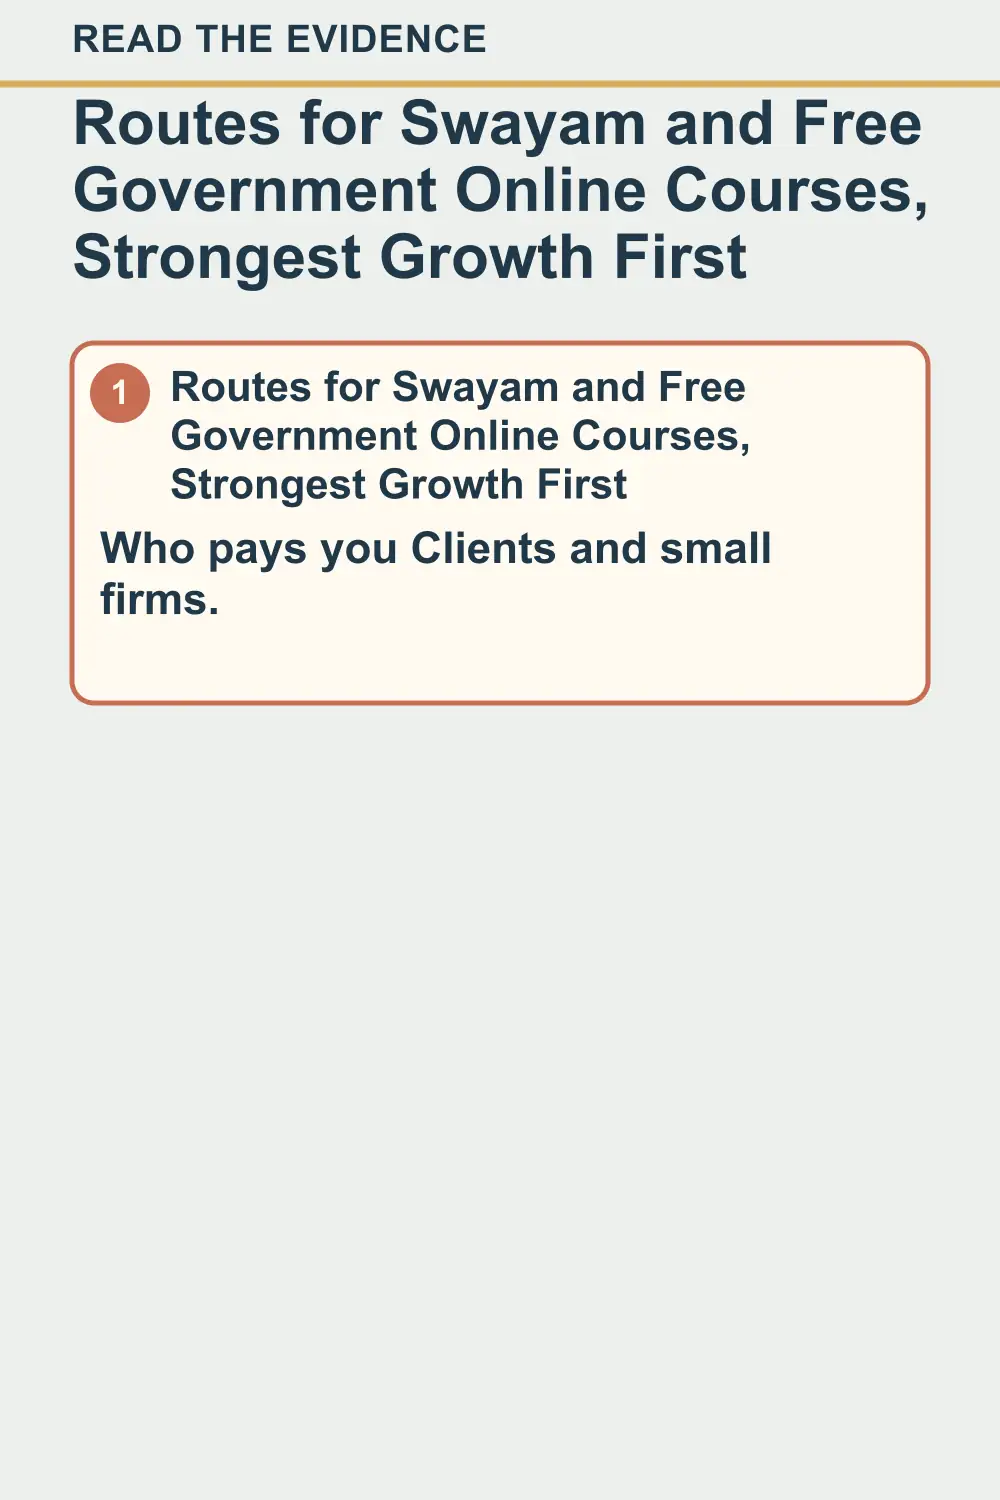 READ THE EVIDENCE
Routes for Swayam and Free
Government Online Courses,
Strongest Growth First
1
Routes for Swayam and Free
Government Online Courses,
Strongest Growth First
Who pays you Clients and small
firms.